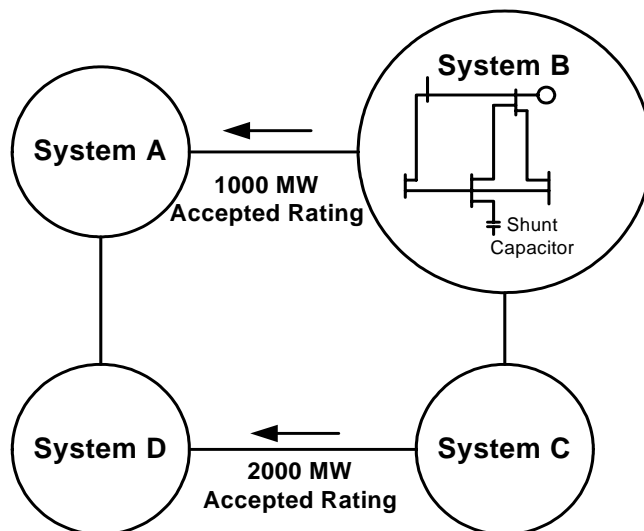 System B
System A
1000 MW
Accepted Rating
Shunt
Capacitor
System D
2000 MW
Accepted Rating
System C